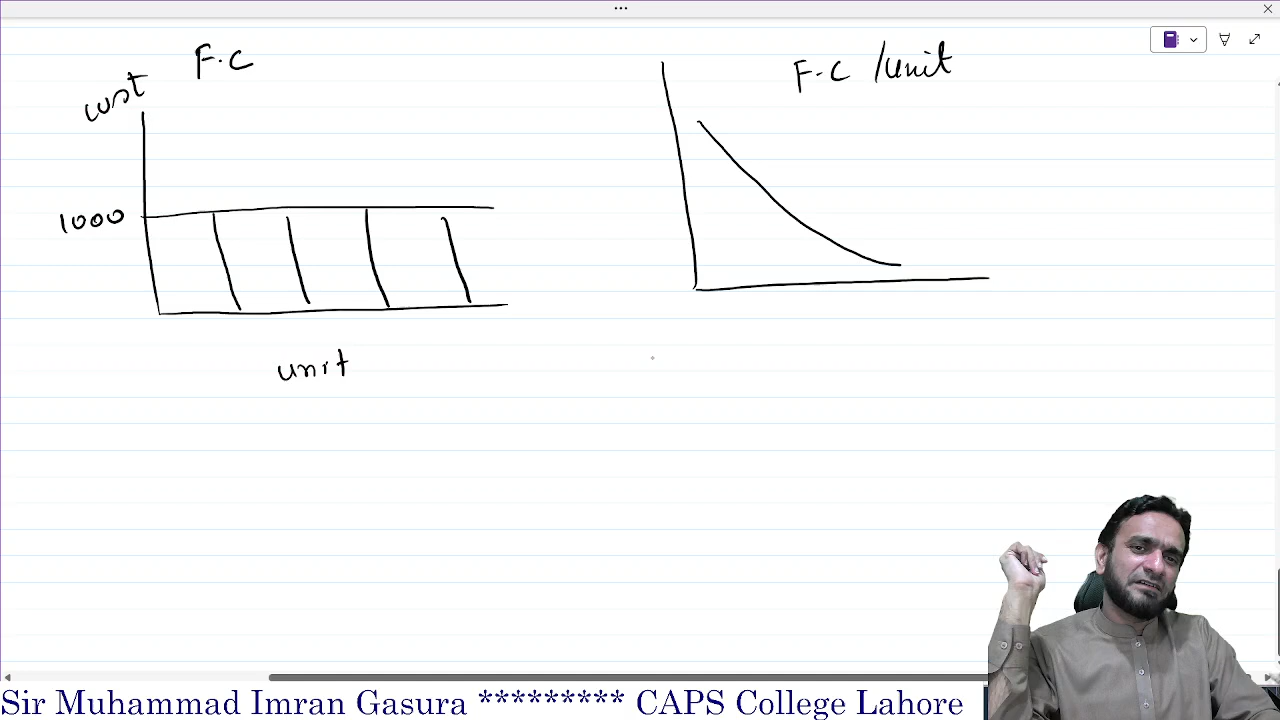 F.C
cost
1000
unit
F.C /unit
Sir Muhammad Imran Gasura ********* CAPS College Lahore